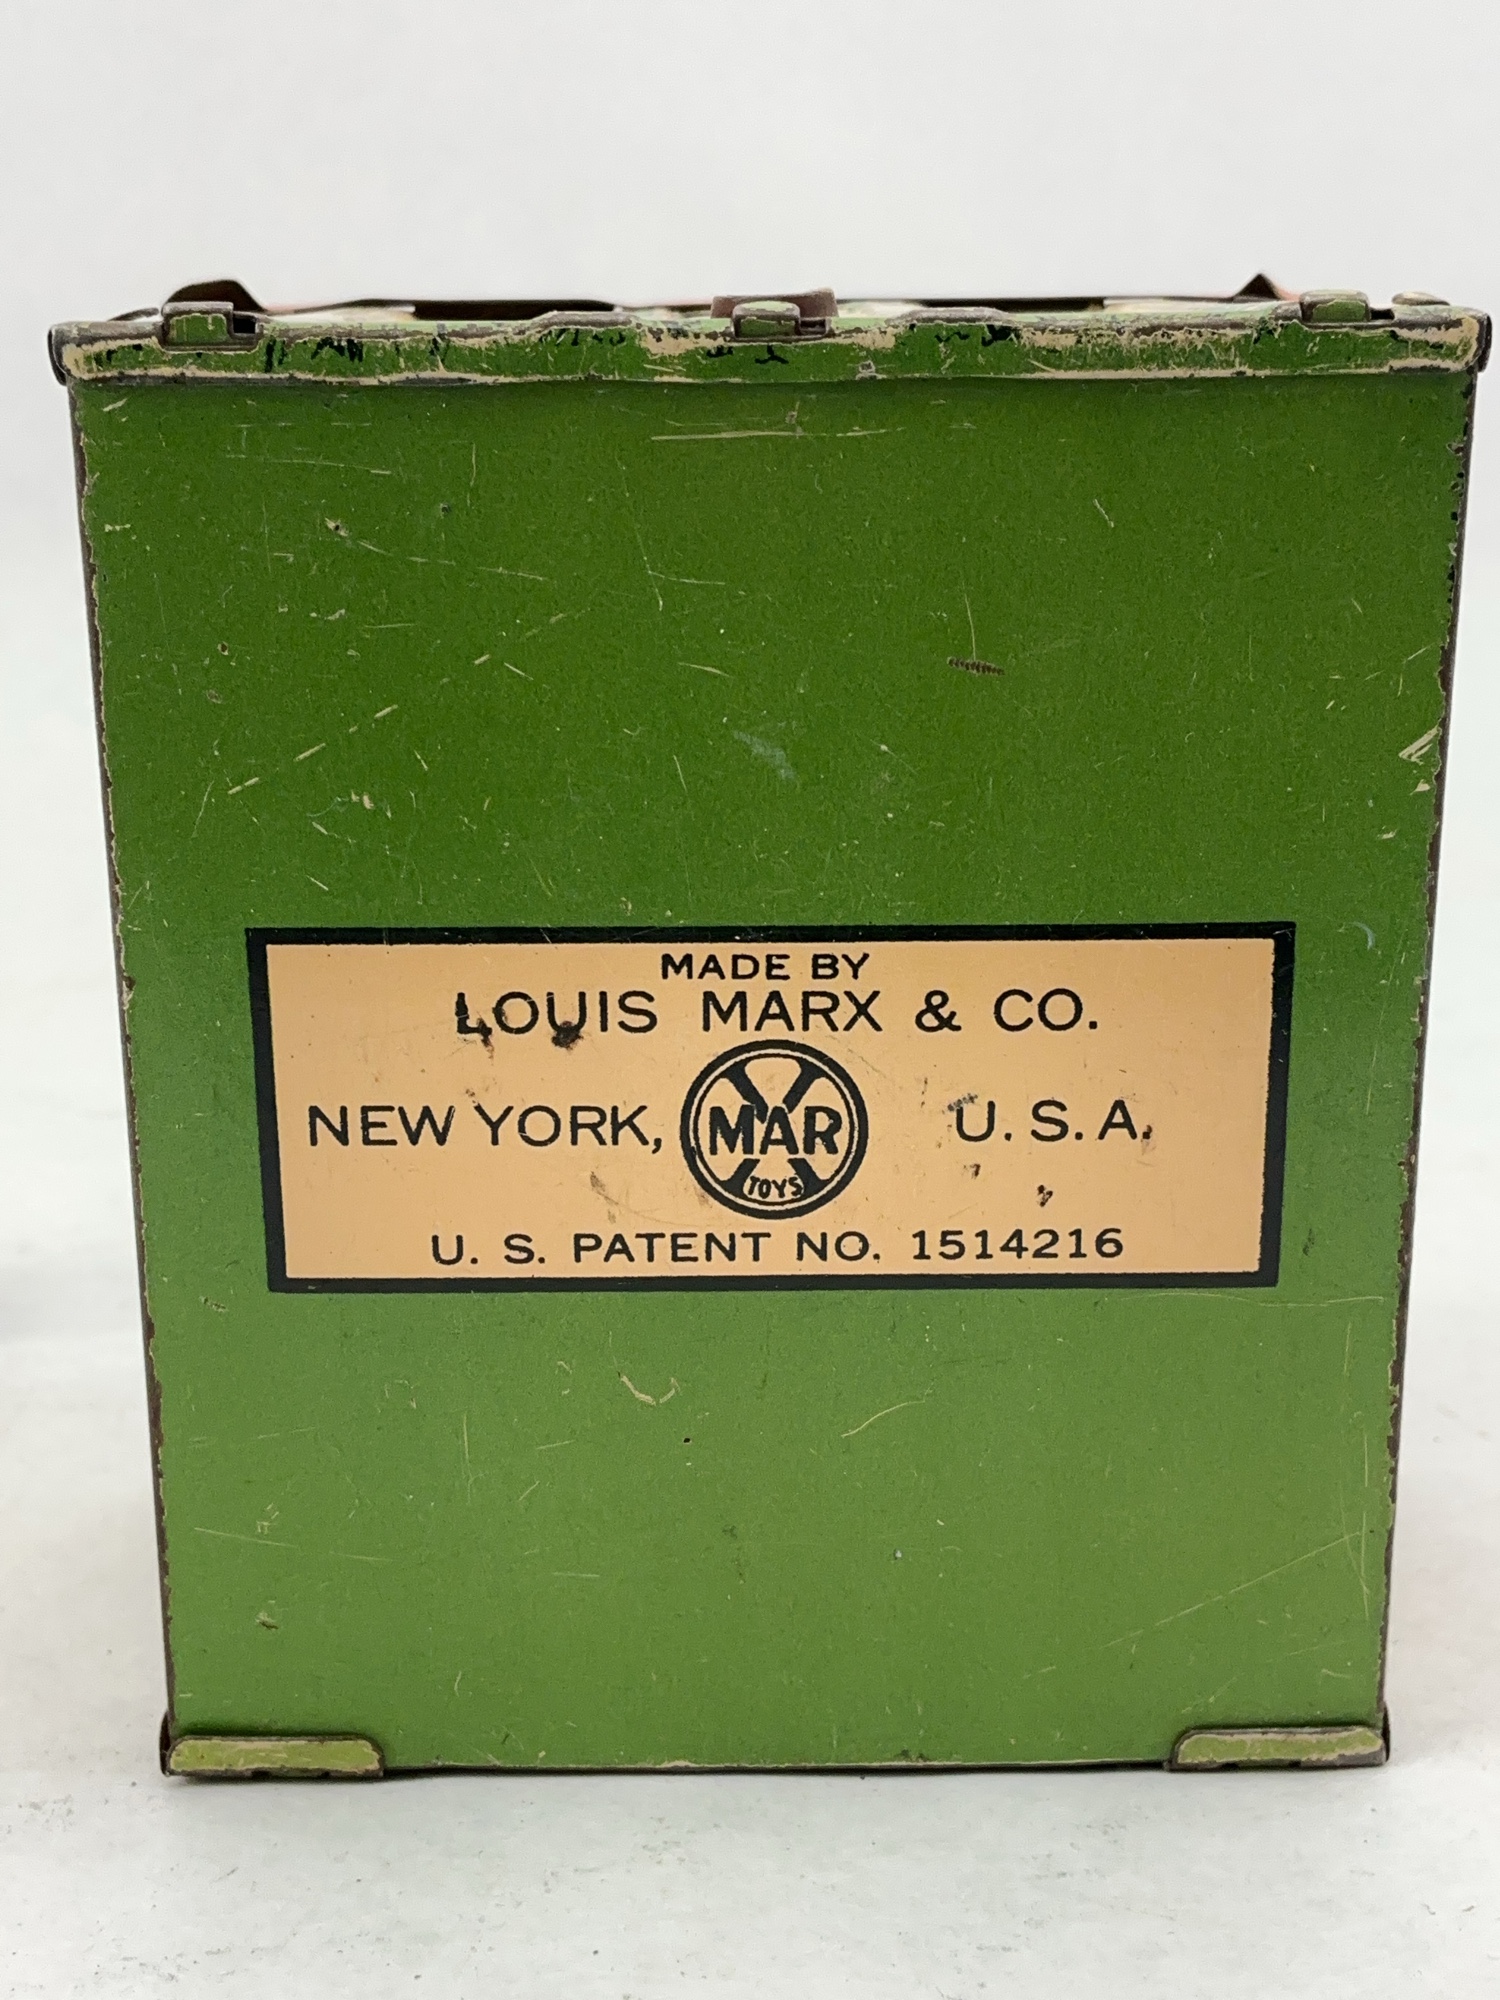 MADE BY
LOUIS MARX & CO.
NEW YORK, MAR X U. S. A.
TOYS
U. S. PATENT NO. 1514216